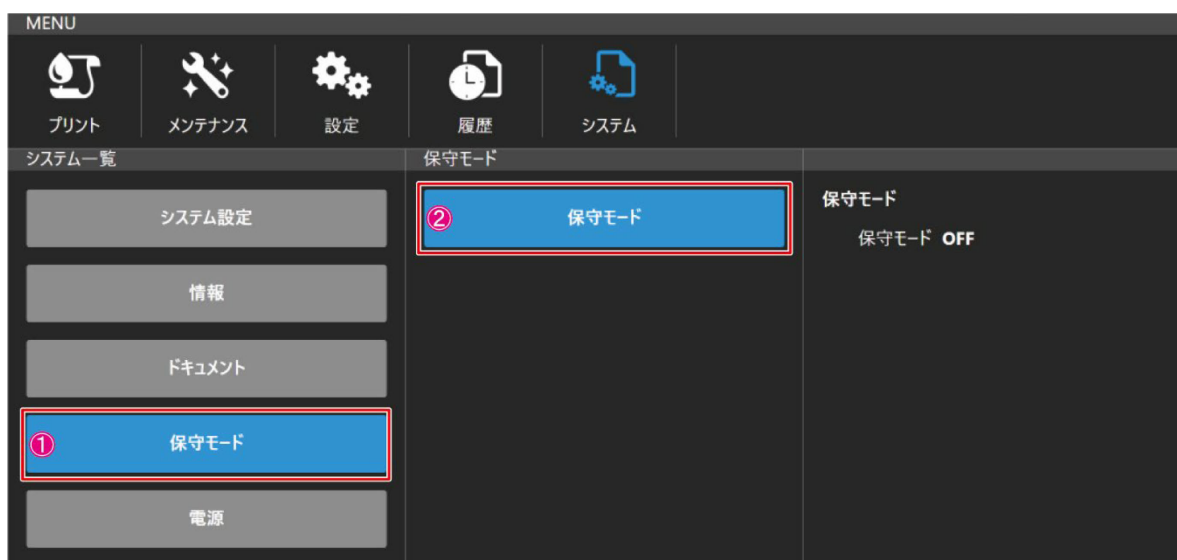 MENU
プリント メンテナンス 設定 履歴 システム
システム一覧 保守モード
システム設定
情報
ドキュメント
① 保守モード
電源
② 保守モード
保守モード
保守モード OFF